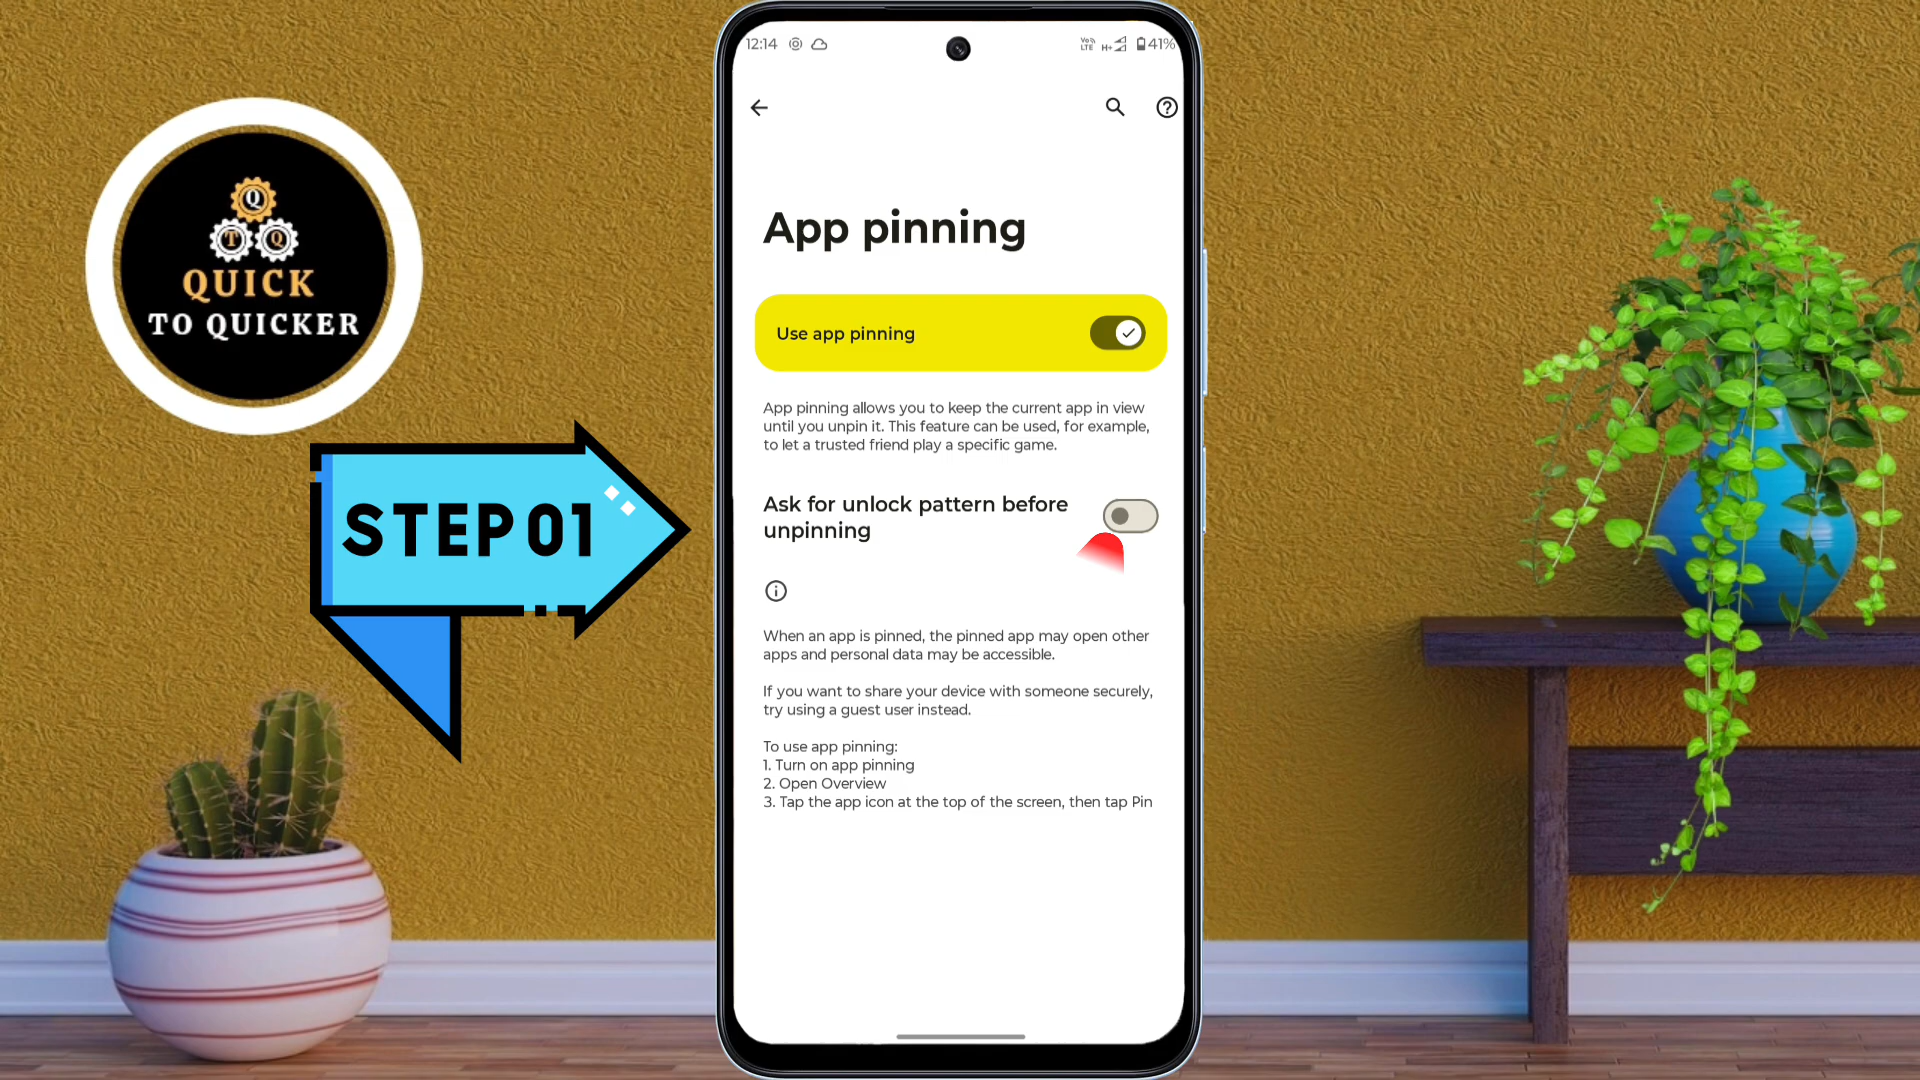 12:14
Vo LTE H+ 41%
Q
T Q
QUICK
TO QUICKER
STEP 01
App pinning
Use app pinning
App pinning allows you to keep the current app in view
until you unpin it. This feature can be used, for example,
to let a trusted friend play a specific game.
Ask for unlock pattern before
unpinning
When an app is pinned, the pinned app may open other
apps and personal data may be accessible.
If you want to share your device with someone securely,
try using a guest user instead.
To use app pinning:
1. Turn on app pinning
2. Open Overview
3. Tap the app icon at the top of the screen, then tap Pin